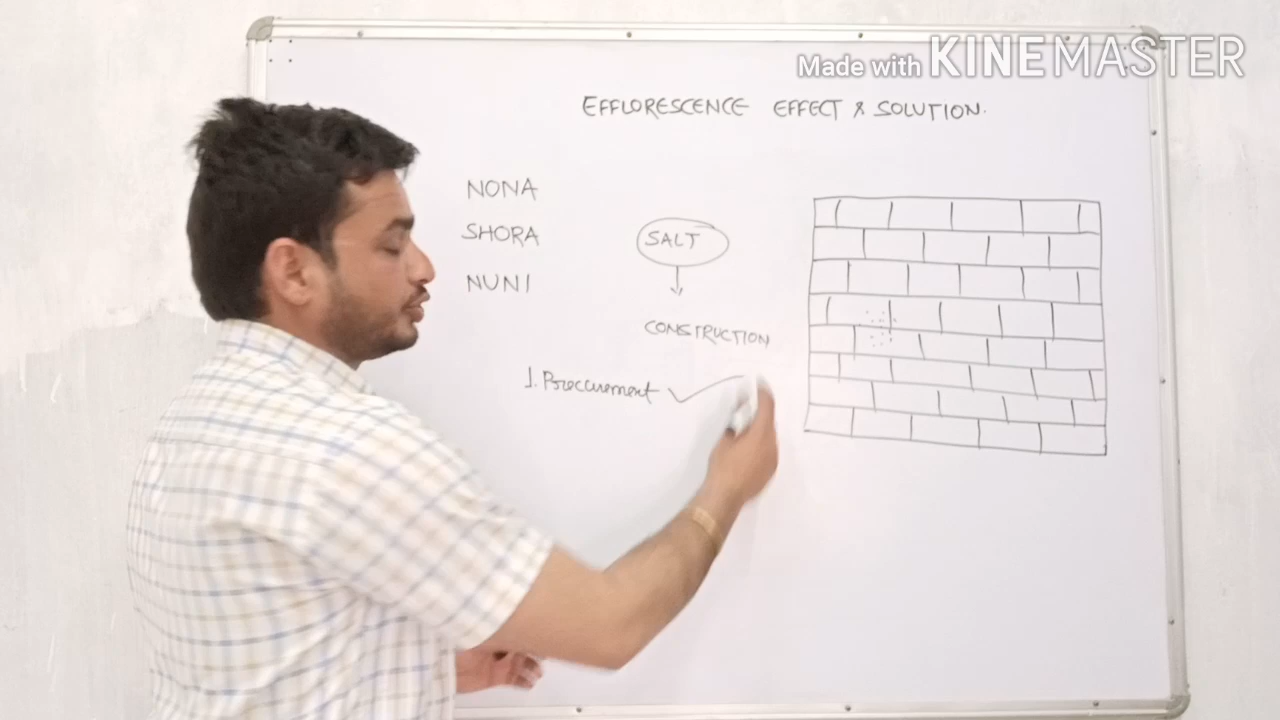 Made with KINEMASTER
EFFLORESCENCE EFFECT & SOLUTION.
NONA
SHORA
NUNI
SALT
CONSTRUCTION
1. Procurement